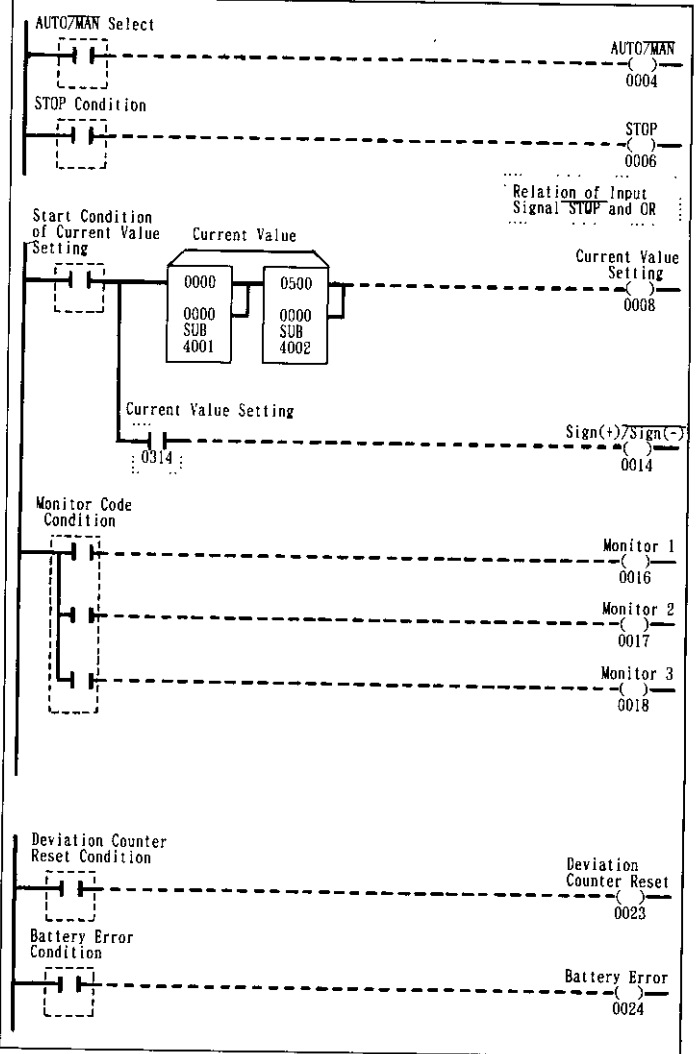 AUTO/MAN Select
AUTO/MAN
( )
0004
STOP Condition
STOP
( )
0006
Relation of Input
Signal STOP and OR
Start Condition
of Current Value
Setting
Current Value
0000
0000
SUB
4001
0500
0000
SUB
4002
Current Value
Setting
( )
0008
Current Value Setting
0314
Sign(+)/Sign(-)
( )
0014
Monitor Code
Condition
Monitor 1
( )
0016
Monitor 2
( )
0017
Monitor 3
( )
0018
Deviation Counter
Reset Condition
Deviation
Counter Reset
( )
0023
Battery Error
Condition
Battery Error
( )
0024